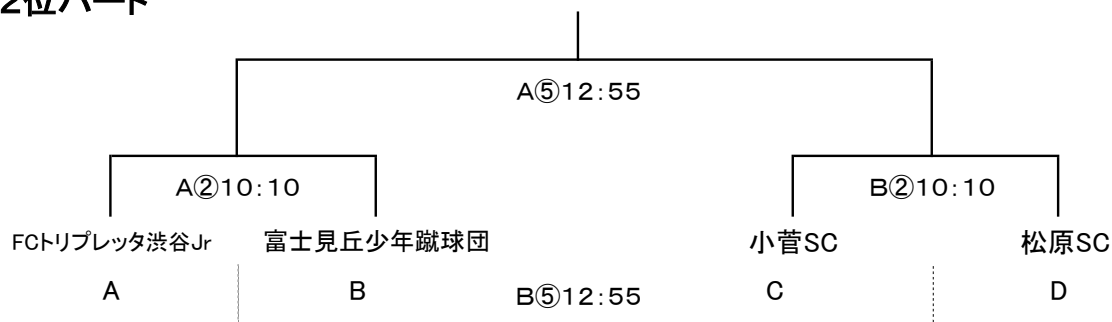 2位パート
A⑤12:55
A②10:10
B②10:10
FCトリプレッタ渋谷Jr 富士見丘少年蹴球団 小菅SC 松原SC
A B B⑤12:55 C D